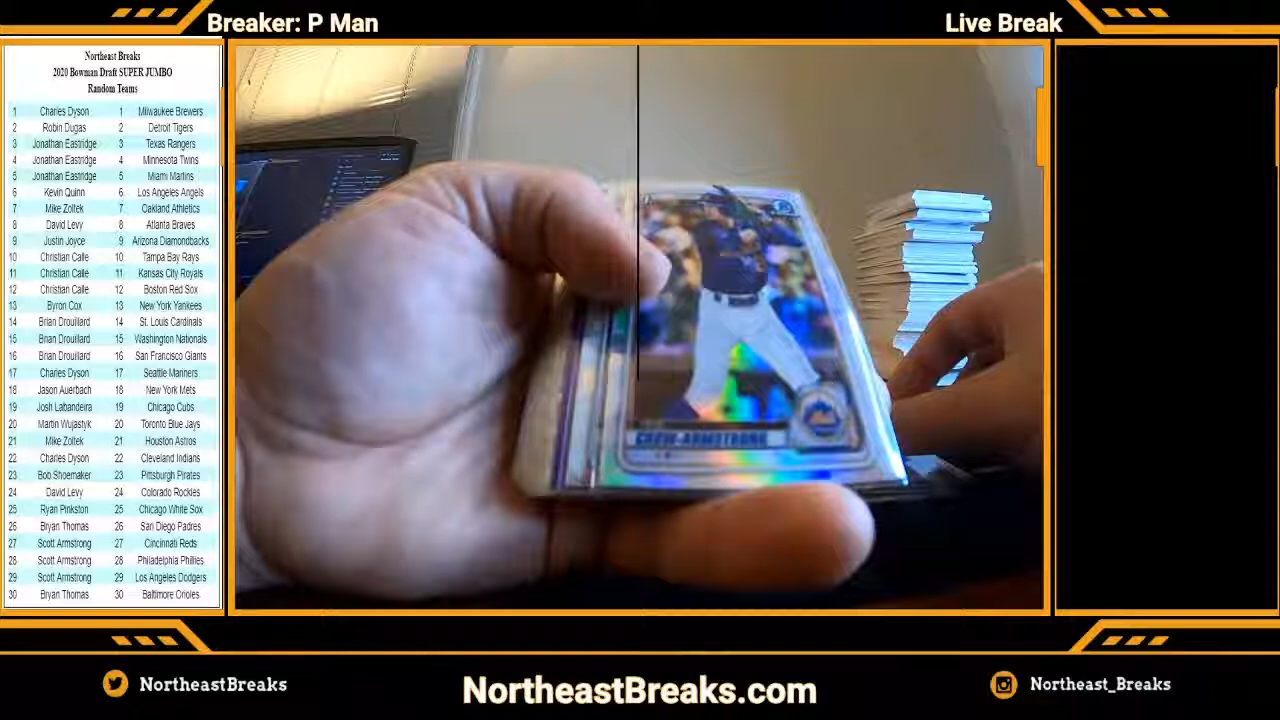 Breaker: P Man
Live Break
Northeast Breaks
2020 Bowman Draft SUPER JUMBO
Random Teams
1 Charles Dyson 1 Milwaukee Brewers
2 Robin Dugas 2 Detroit Tigers
3 Jonathan Eastridge 3 Texas Rangers
4 Jonathan Eastridge 4 Minnesota Twins
5 Jonathan Eastridge 5 Miami Marlins
6 Kevin Quinn 6 Los Angeles Angels
7 Mike Zoltek 7 Oakland Athletics
8 David Levy 8 Atlanta Braves
9 Justin Joyce 9 Arizona Diamondbacks
10 Christian Calle 10 Tampa Bay Rays
11 Christian Calle 11 Kansas City Royals
12 Christian Calle 12 Boston Red Sox
13 Byron Cox 13 New York Yankees
14 Brian Drouillard 14 St. Louis Cardinals
15 Brian Drouillard 15 Washington Nationals
16 Brian Drouillard 16 San Francisco Giants
17 Charles Dyson 17 Seattle Mariners
18 Jason Auerbach 18 New York Mets
19 Josh Labandeira 19 Chicago Cubs
20 Martin Wujastyk 20 Toronto Blue Jays
21 Mike Zoltek 21 Houston Astros
22 Charles Dyson 22 Cleveland Indians
23 Bob Shoemaker 23 Pittsburgh Pirates
24 David Levy 24 Colorado Rockies
25 Ryan Pinkston 25 Chicago White Sox
26 Bryan Thomas 26 San Diego Padres
27 Scott Armstrong 27 Cincinnati Reds
28 Scott Armstrong 28 Philadelphia Phillies
29 Scott Armstrong 29 Los Angeles Dodgers
30 Bryan Thomas 30 Baltimore Orioles
CROW-ARMSTRONG
NortheastBreaks
NortheastBreaks.com
Northeast_Breaks